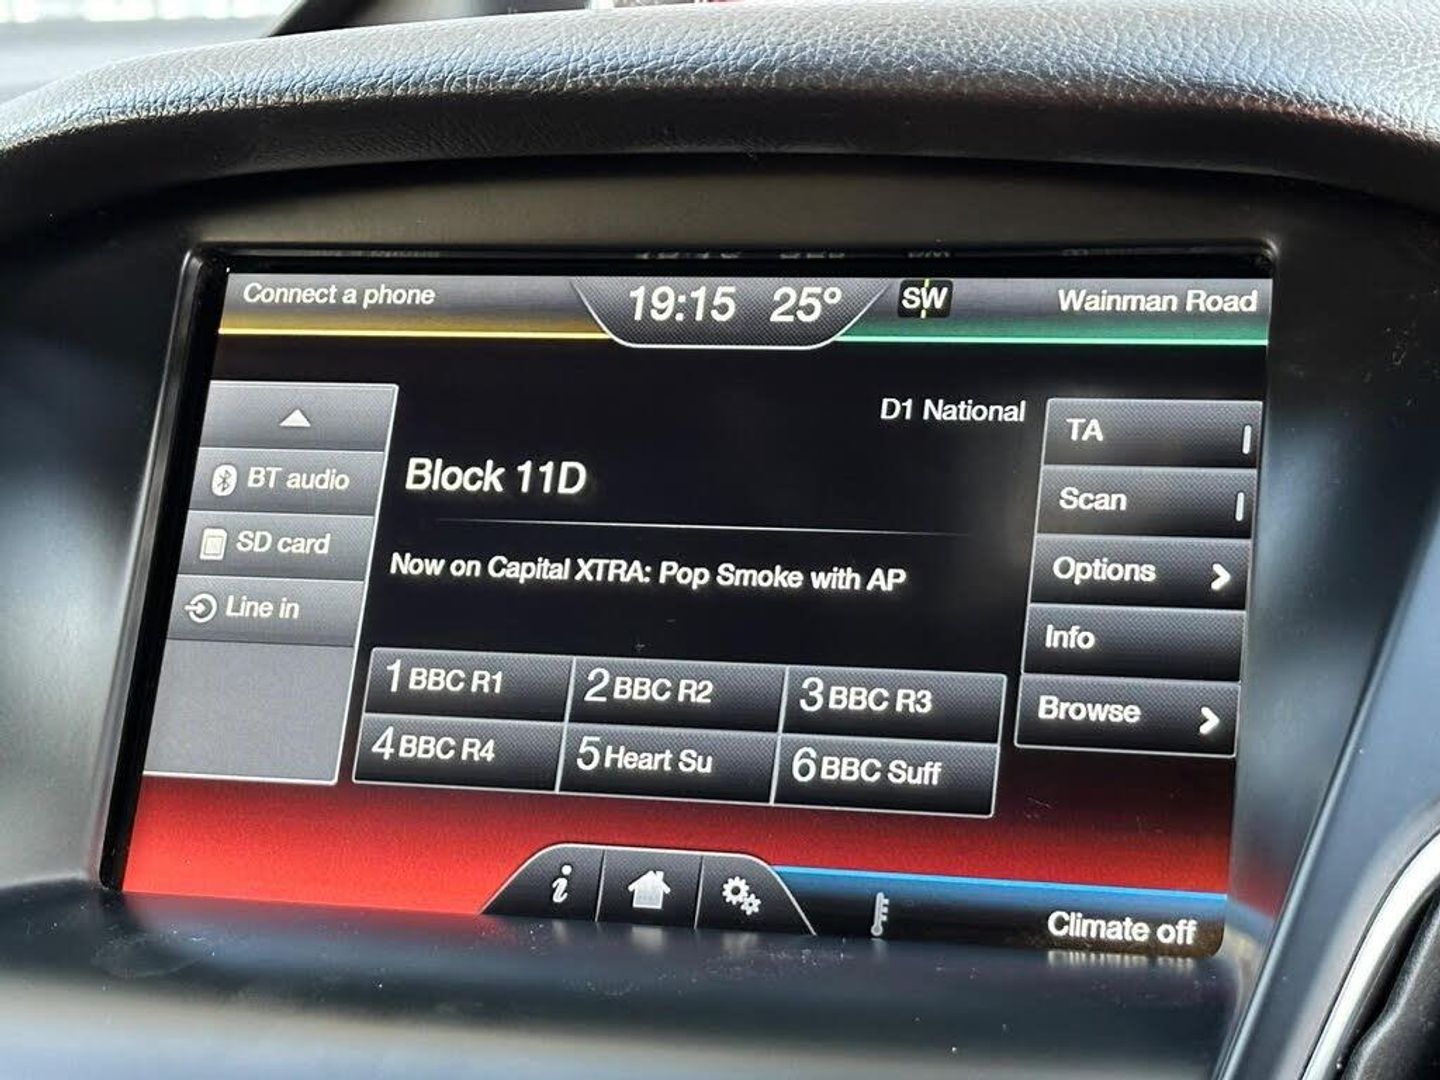 Connect a phone
19:15 25°
SW
Wainman Road
D1 National
BT audio
SD card
Line in
Block 11D
Now on Capital XTRA: Pop Smoke with AP
TA
Scan
Options
Info
Browse
1 BBC R1
2 BBC R2
3 BBC R3
4 BBC R4
5 Heart Su
6 BBC Suff
i
Climate off